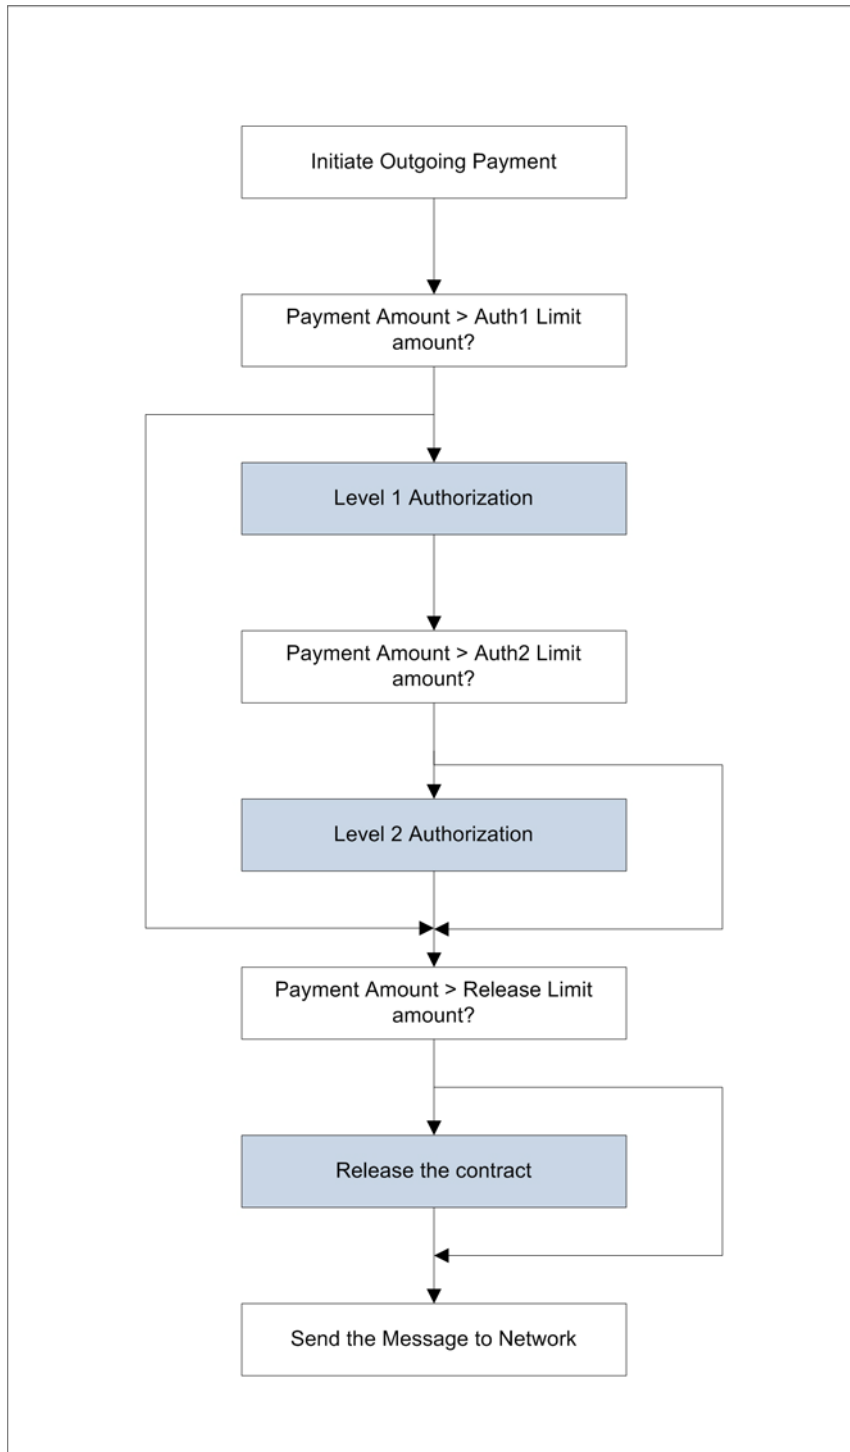 Initiate Outgoing Payment
Payment Amount > Auth1 Limit
amount?
Level 1 Authorization
Payment Amount > Auth2 Limit
amount?
Level 2 Authorization
Payment Amount > Release Limit
amount?
Release the contract
Send the Message to Network